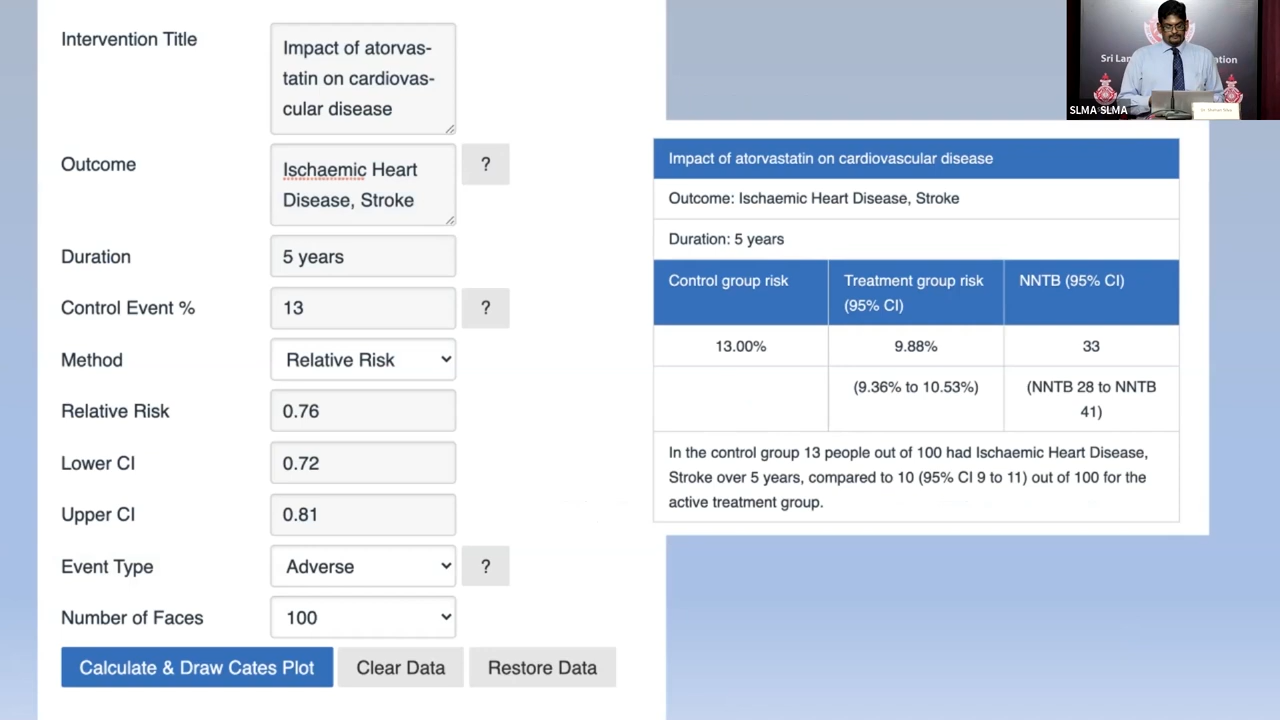 Intervention Title
Impact of atorvas-
tatin on cardiovas-
cular disease
Outcome
Ischaemic Heart
Disease, Stroke
?
Duration
5 years
Control Event %
13
?
Method
Relative Risk
Relative Risk
0.76
Lower CI
0.72
Upper CI
0.81
Event Type
Adverse
?
Number of Faces
100
Calculate & Draw Cates Plot
Clear Data
Restore Data
Sri Lan
tion
SLMA SLMA
Impact of atorvastatin on cardiovascular disease
Outcome: Ischaemic Heart Disease, Stroke
Duration: 5 years
Control group risk
Treatment group risk
(95% CI)
NNTB (95% CI)
13.00%
9.88%
33
(9.36% to 10.53%)
(NNTB 28 to NNTB
41)
In the control group 13 people out of 100 had Ischaemic Heart Disease,
Stroke over 5 years, compared to 10 (95% CI 9 to 11) out of 100 for the
active treatment group.